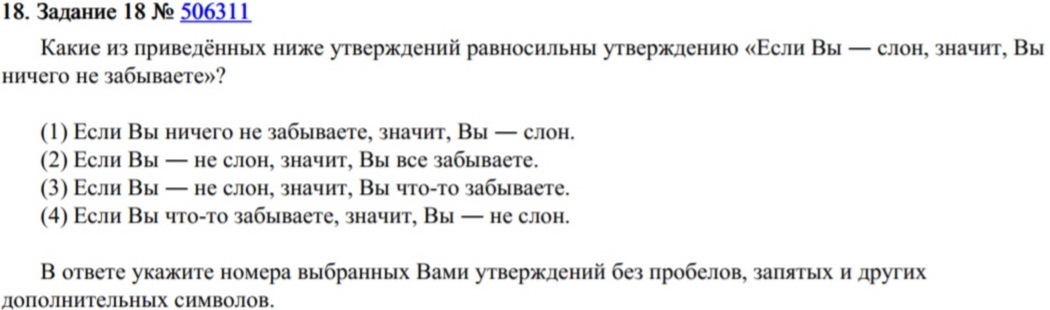 18. Задание 18 № 506311
Какие из приведённых ниже утверждений равносильны утверждению «Если Вы — слон, значит, Вы
ничего не забываете»?
(1) Если Вы ничего не забываете, значит, Вы — слон.
(2) Если Вы — не слон, значит, Вы все забываете.
(3) Если Вы — не слон, значит, Вы что-то забываете.
(4) Если Вы что-то забываете, значит, Вы — не слон.
В ответе укажите номера выбранных Вами утверждений без пробелов, запятых и других
дополнительных символов.